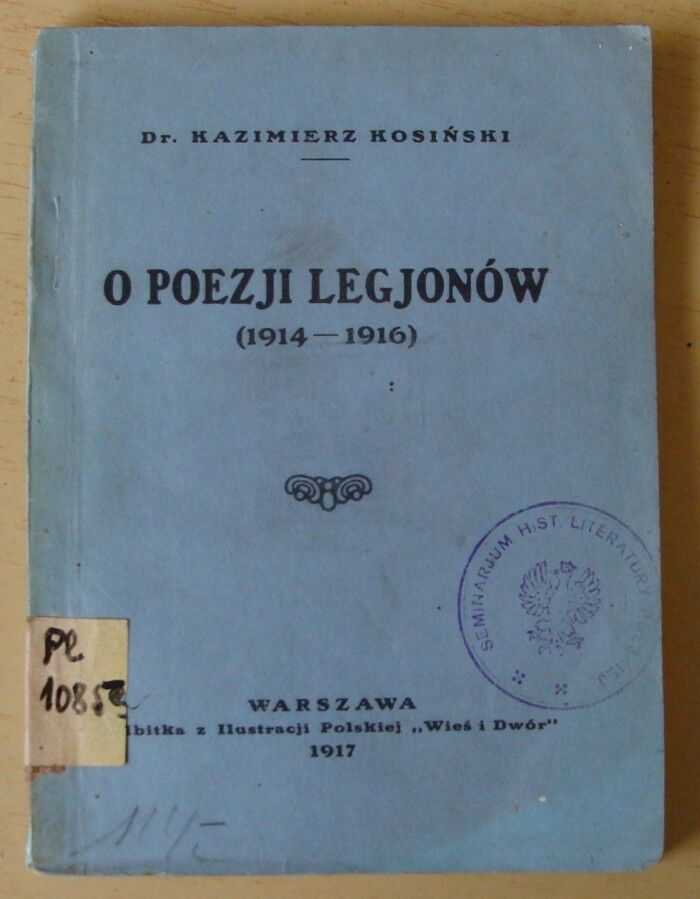 Dr. KAZIMIERZ KOSIŃSKI
O POEZJI LEGJONÓW
(1914—1916)
SEMINARJUM HIST. LITERATURY
Pl.
WARSZAWA
z Ilustracji Polskiej „Wieś i Dwór”
1917